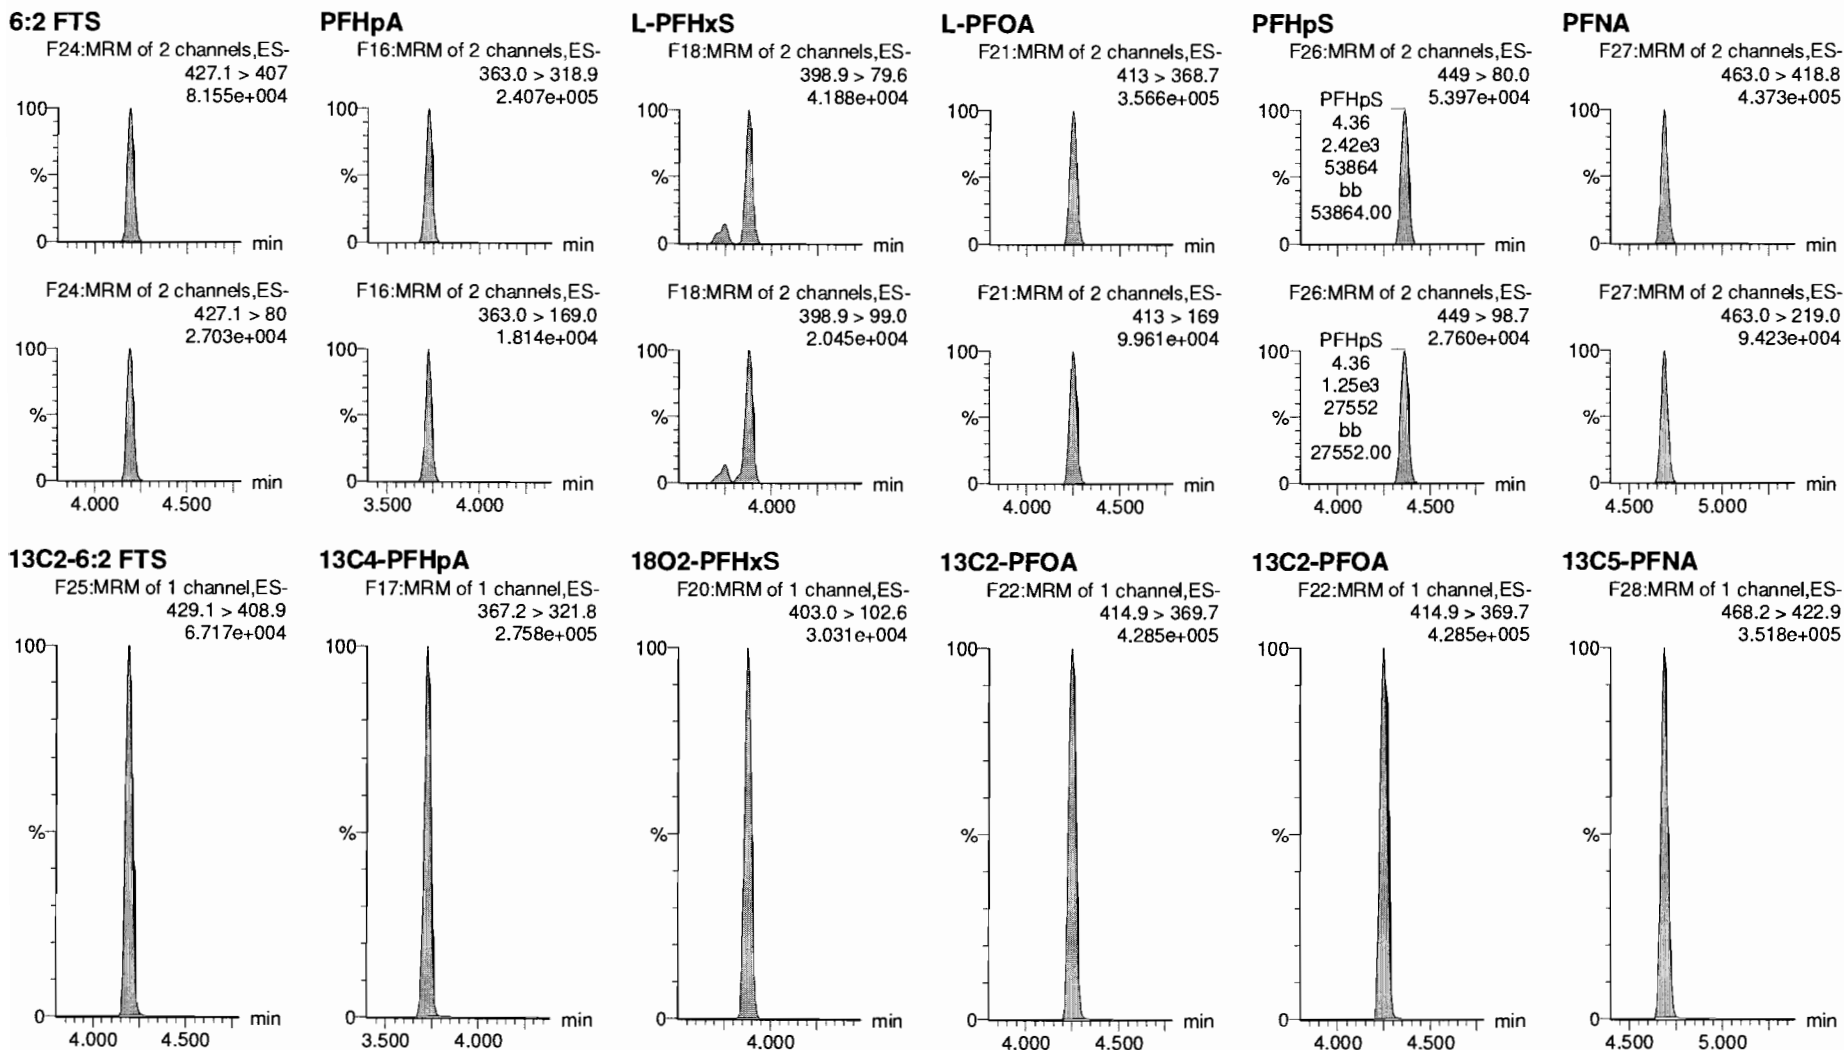 6:2 FTS
F24:MRM of 2 channels,ES-
427.1 > 407
8.155e+004
100
%
0
min
F24:MRM of 2 channels,ES-
427.1 > 80
2.703e+004
100
%
0
min
4.000 4.500
PFHpA
F16:MRM of 2 channels,ES-
363.0 > 318.9
2.407e+005
100
%
0
min
F16:MRM of 2 channels,ES-
363.0 > 169.0
1.814e+004
100
%
0
min
3.500 4.000
L-PFHxS
F18:MRM of 2 channels,ES-
398.9 > 79.6
4.188e+004
100
%
0
min
F18:MRM of 2 channels,ES-
398.9 > 99.0
2.045e+004
100
%
0
min
4.000
L-PFOA
F21:MRM of 2 channels,ES-
413 > 368.7
3.566e+005
100
%
0
min
F21:MRM of 2 channels,ES-
413 > 169
9.961e+004
100
%
0
min
4.000 4.500
PFHpS
F26:MRM of 2 channels,ES-
449 > 80.0
5.397e+004
PFHpS
4.36
2.42e3
53864
bb
53864.00
100
%
0
min
F26:MRM of 2 channels,ES-
449 > 98.7
2.760e+004
PFHpS
4.36
1.25e3
27552
bb
27552.00
100
%
0
min
4.000 4.500
PFNA
F27:MRM of 2 channels,ES-
463.0 > 418.8
4.373e+005
100
%
0
min
F27:MRM of 2 channels,ES-
463.0 > 219.0
9.423e+004
100
%
0
min
4.500 5.000
13C2-6:2 FTS
F25:MRM of 1 channel,ES-
429.1 > 408.9
6.717e+004
100
%
0
min
4.000 4.500
13C4-PFHpA
F17:MRM of 1 channel,ES-
367.2 > 321.8
2.758e+005
100
%
0
min
3.500 4.000
18O2-PFHxS
F20:MRM of 1 channel,ES-
403.0 > 102.6
3.031e+004
100
%
0
min
4.000
13C2-PFOA
F22:MRM of 1 channel,ES-
414.9 > 369.7
4.285e+005
100
%
0
min
4.000 4.500
13C2-PFOA
F22:MRM of 1 channel,ES-
414.9 > 369.7
4.285e+005
100
%
0
min
4.000 4.500
13C5-PFNA
F28:MRM of 1 channel,ES-
468.2 > 422.9
3.518e+005
100
%
0
min
4.500 5.000